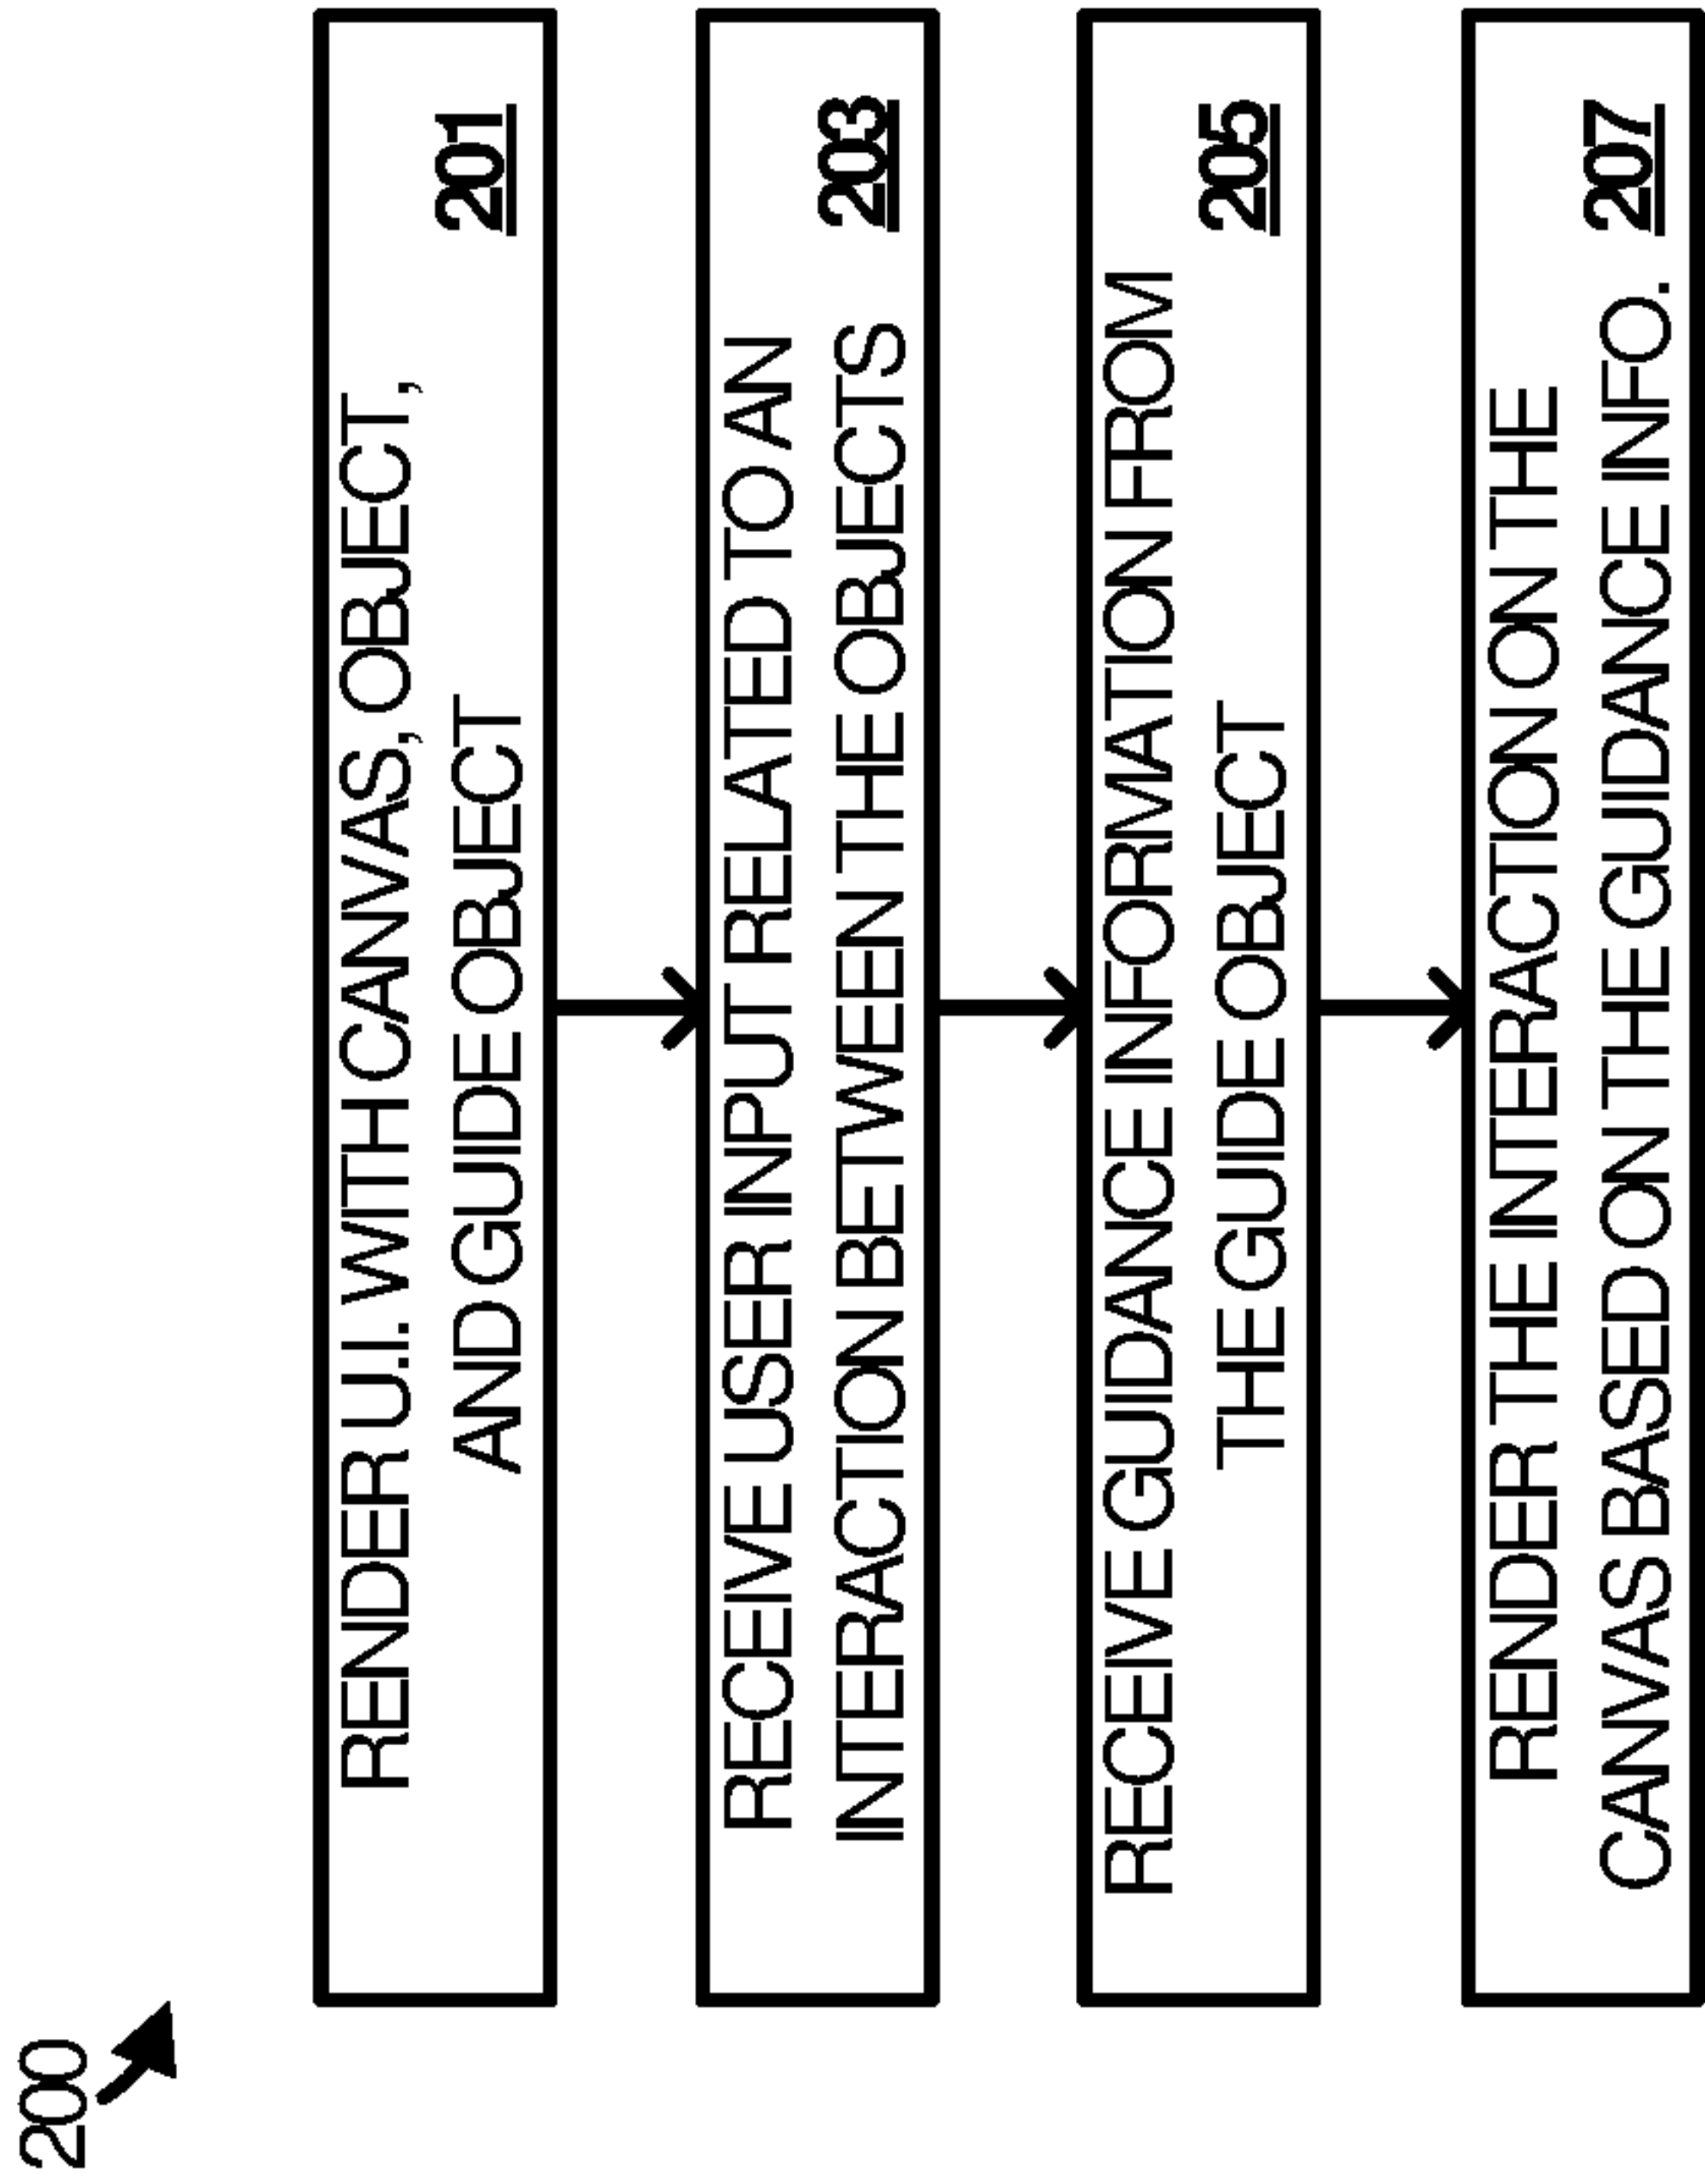 200
RENDER U.I. WITH CANVAS, OBJECT,
AND GUIDE OBJECT
201
RECEIVE USER INPUT RELATED TO AN
INTERACTION BETWEEN THE OBJECTS
203
RECEIVE GUIDANCE INFORMATION FROM
THE GUIDE OBJECT
205
RENDER THE INTERACTION ON THE
CANVAS BASED ON THE GUIDANCE INFO.
207